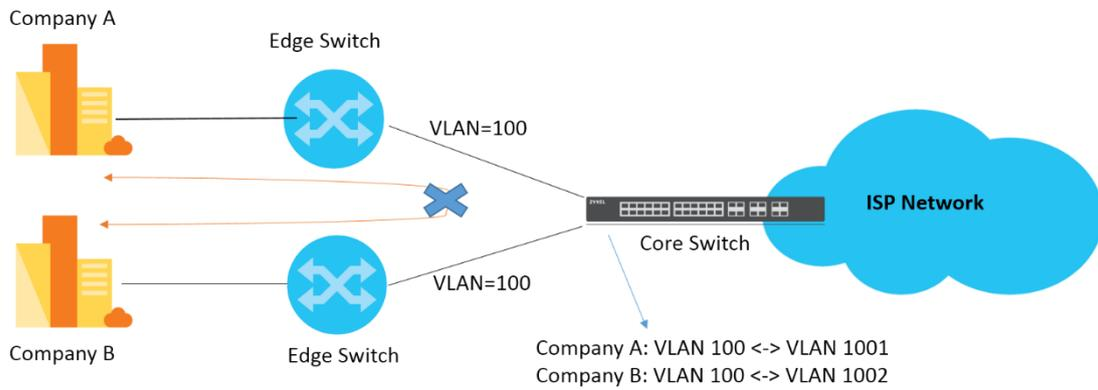 Company A
Edge Switch
VLAN=100
ZYXEL
ISP Network
Core Switch
VLAN=100
Company B
Edge Switch
Company A: VLAN 100 <-> VLAN 1001
Company B: VLAN 100 <-> VLAN 1002